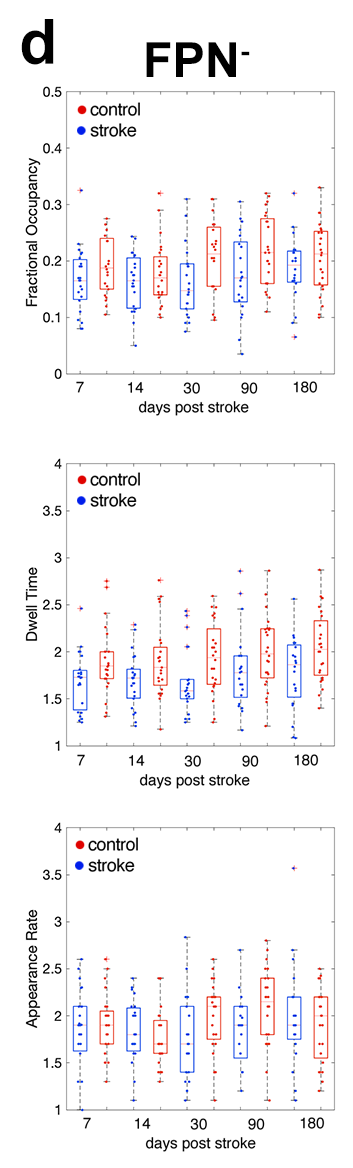 d
FPN-
Fractional Occupancy
0.5
0.4
0.3
0.2
0.1
0
control
stroke
7 14 30 90 180
days post stroke
Dwell Time
4
3.5
3
2.5
2
1.5
1
control
stroke
7 14 30 90 180
days post stroke
Appearance Rate
4
3.5
3
2.5
2
1.5
1
control
stroke
7 14 30 90 180
days post stroke